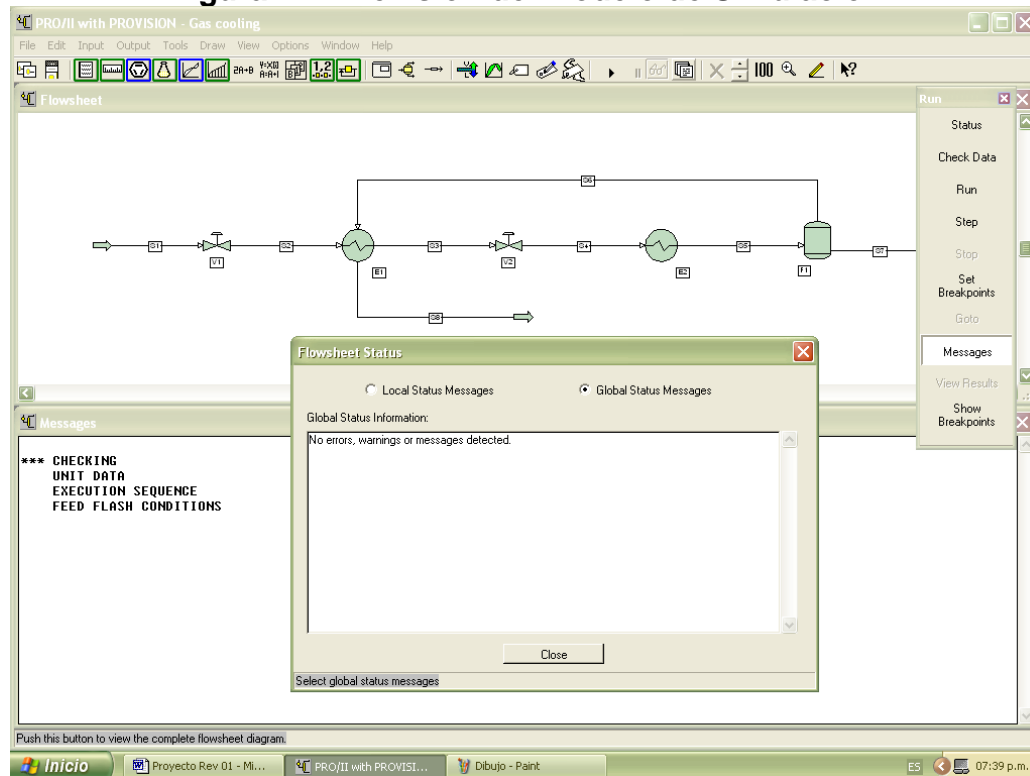 PRO/II with PROVISION - Gas cooling
File Edit Input Output Tools Draw View Options Window Help
Flowsheet
Run
Status
Check Data
Run
Step
Stop
Set
Breakpoints
Goto
Messages
View Results
Show
Breakpoints
S6
S1
S2
S3
S4
S5
S7
V1
E1
V2
E2
F1
S8
Flowsheet Status
Local Status Messages
Global Status Messages
Global Status Information:
No errors, warnings or messages detected.
Close
Select global status messages
Messages
*** CHECKING
UNIT DATA
EXECUTION SEQUENCE
FEED FLASH CONDITIONS
Push this button to view the complete flowsheet diagram.
Inicio
Proyecto Rev 01 - Mi...
PRO/II with PROVISI...
Dibujo - Paint
ES
07:39 p.m.